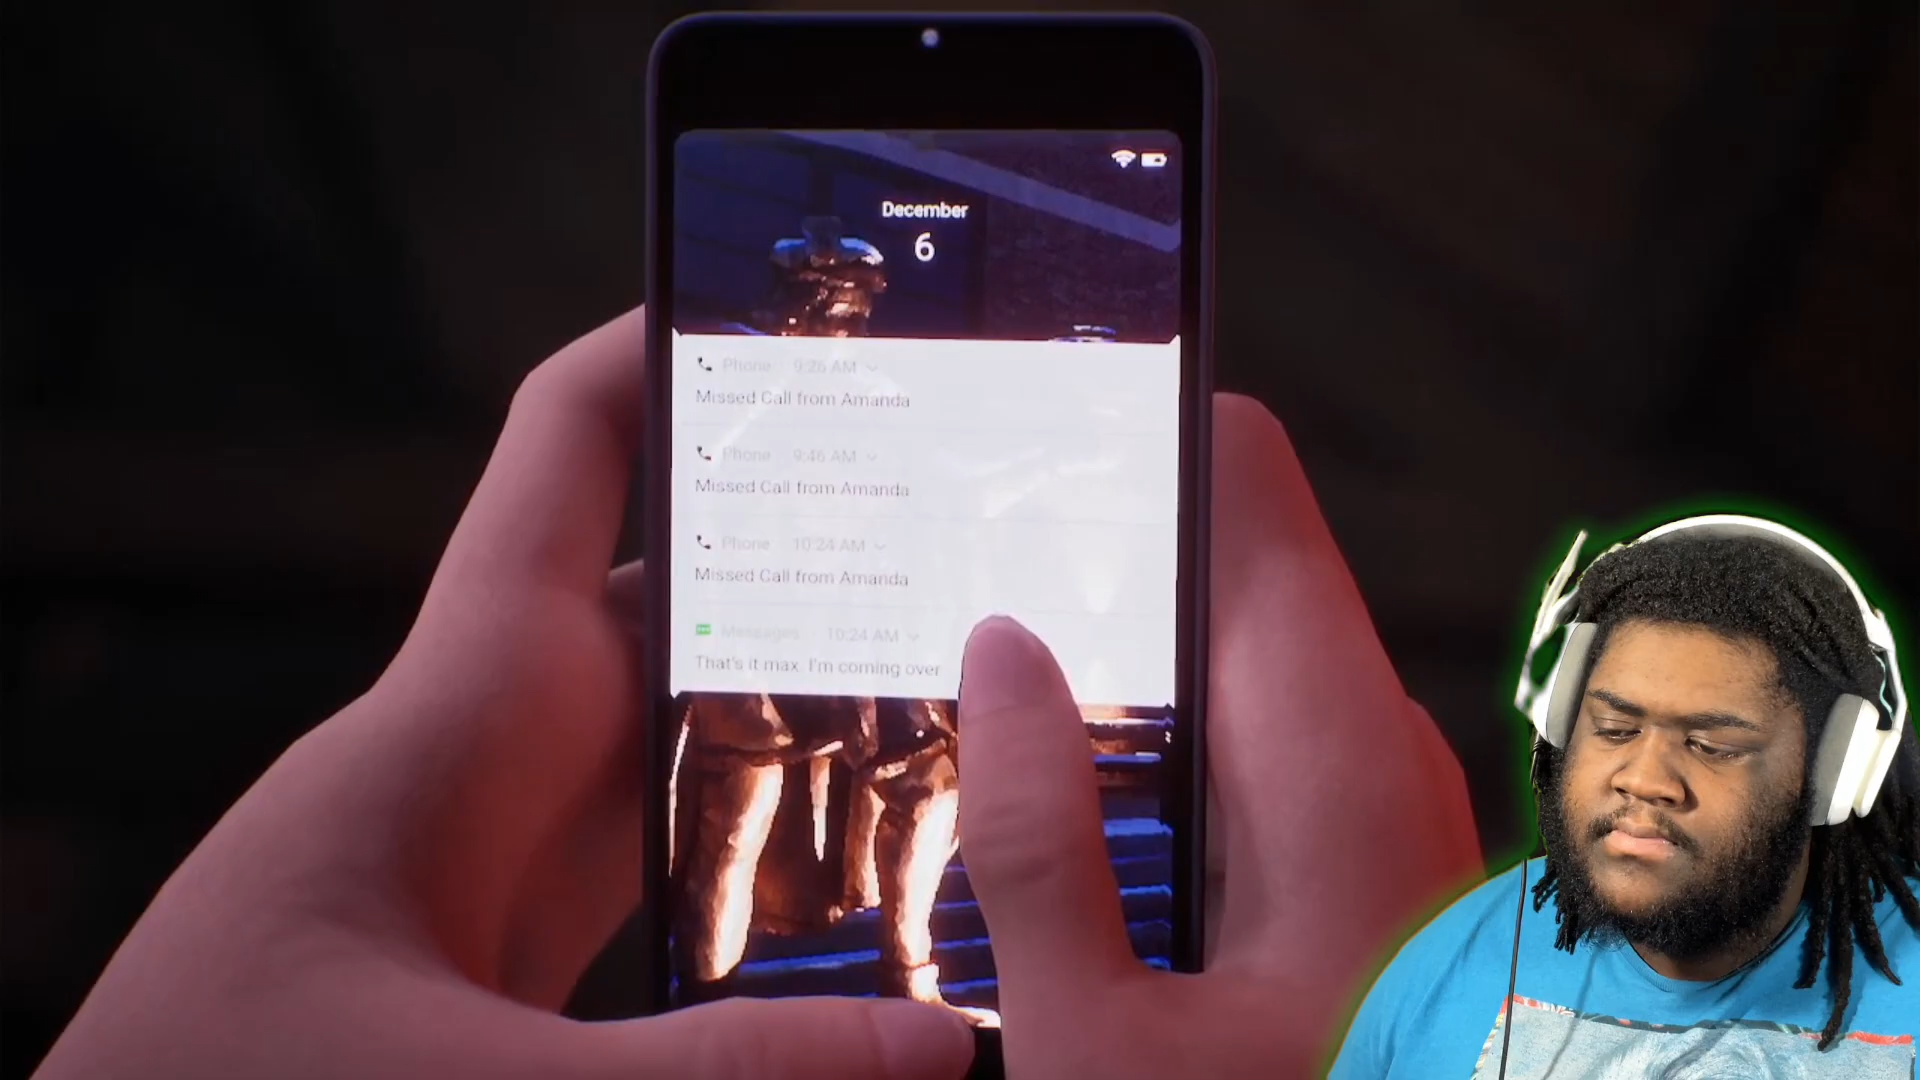 December
6
Phone 9:26 AM
Missed Call from Amanda
Phone 9:46 AM
Missed Call from Amanda
Phone 10:24 AM
Missed Call from Amanda
Messages 10:24 AM
That's it max. I'm coming over